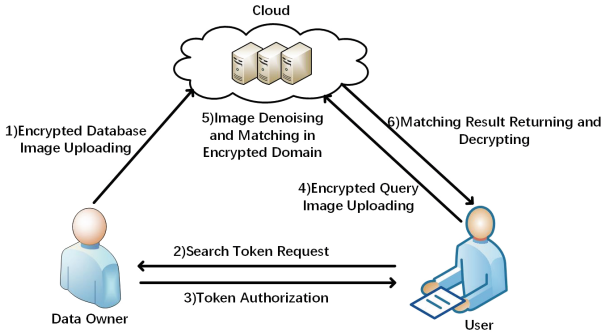 Cloud
1)Encrypted Database
Image Uploading
5)Image Denoising
and Matching in
Encrypted Domain
6)Matching Result Returning and
Decrypting
4)Encrypted Query
Image Uploading
2)Search Token Request
3)Token Authorization
Data Owner
User